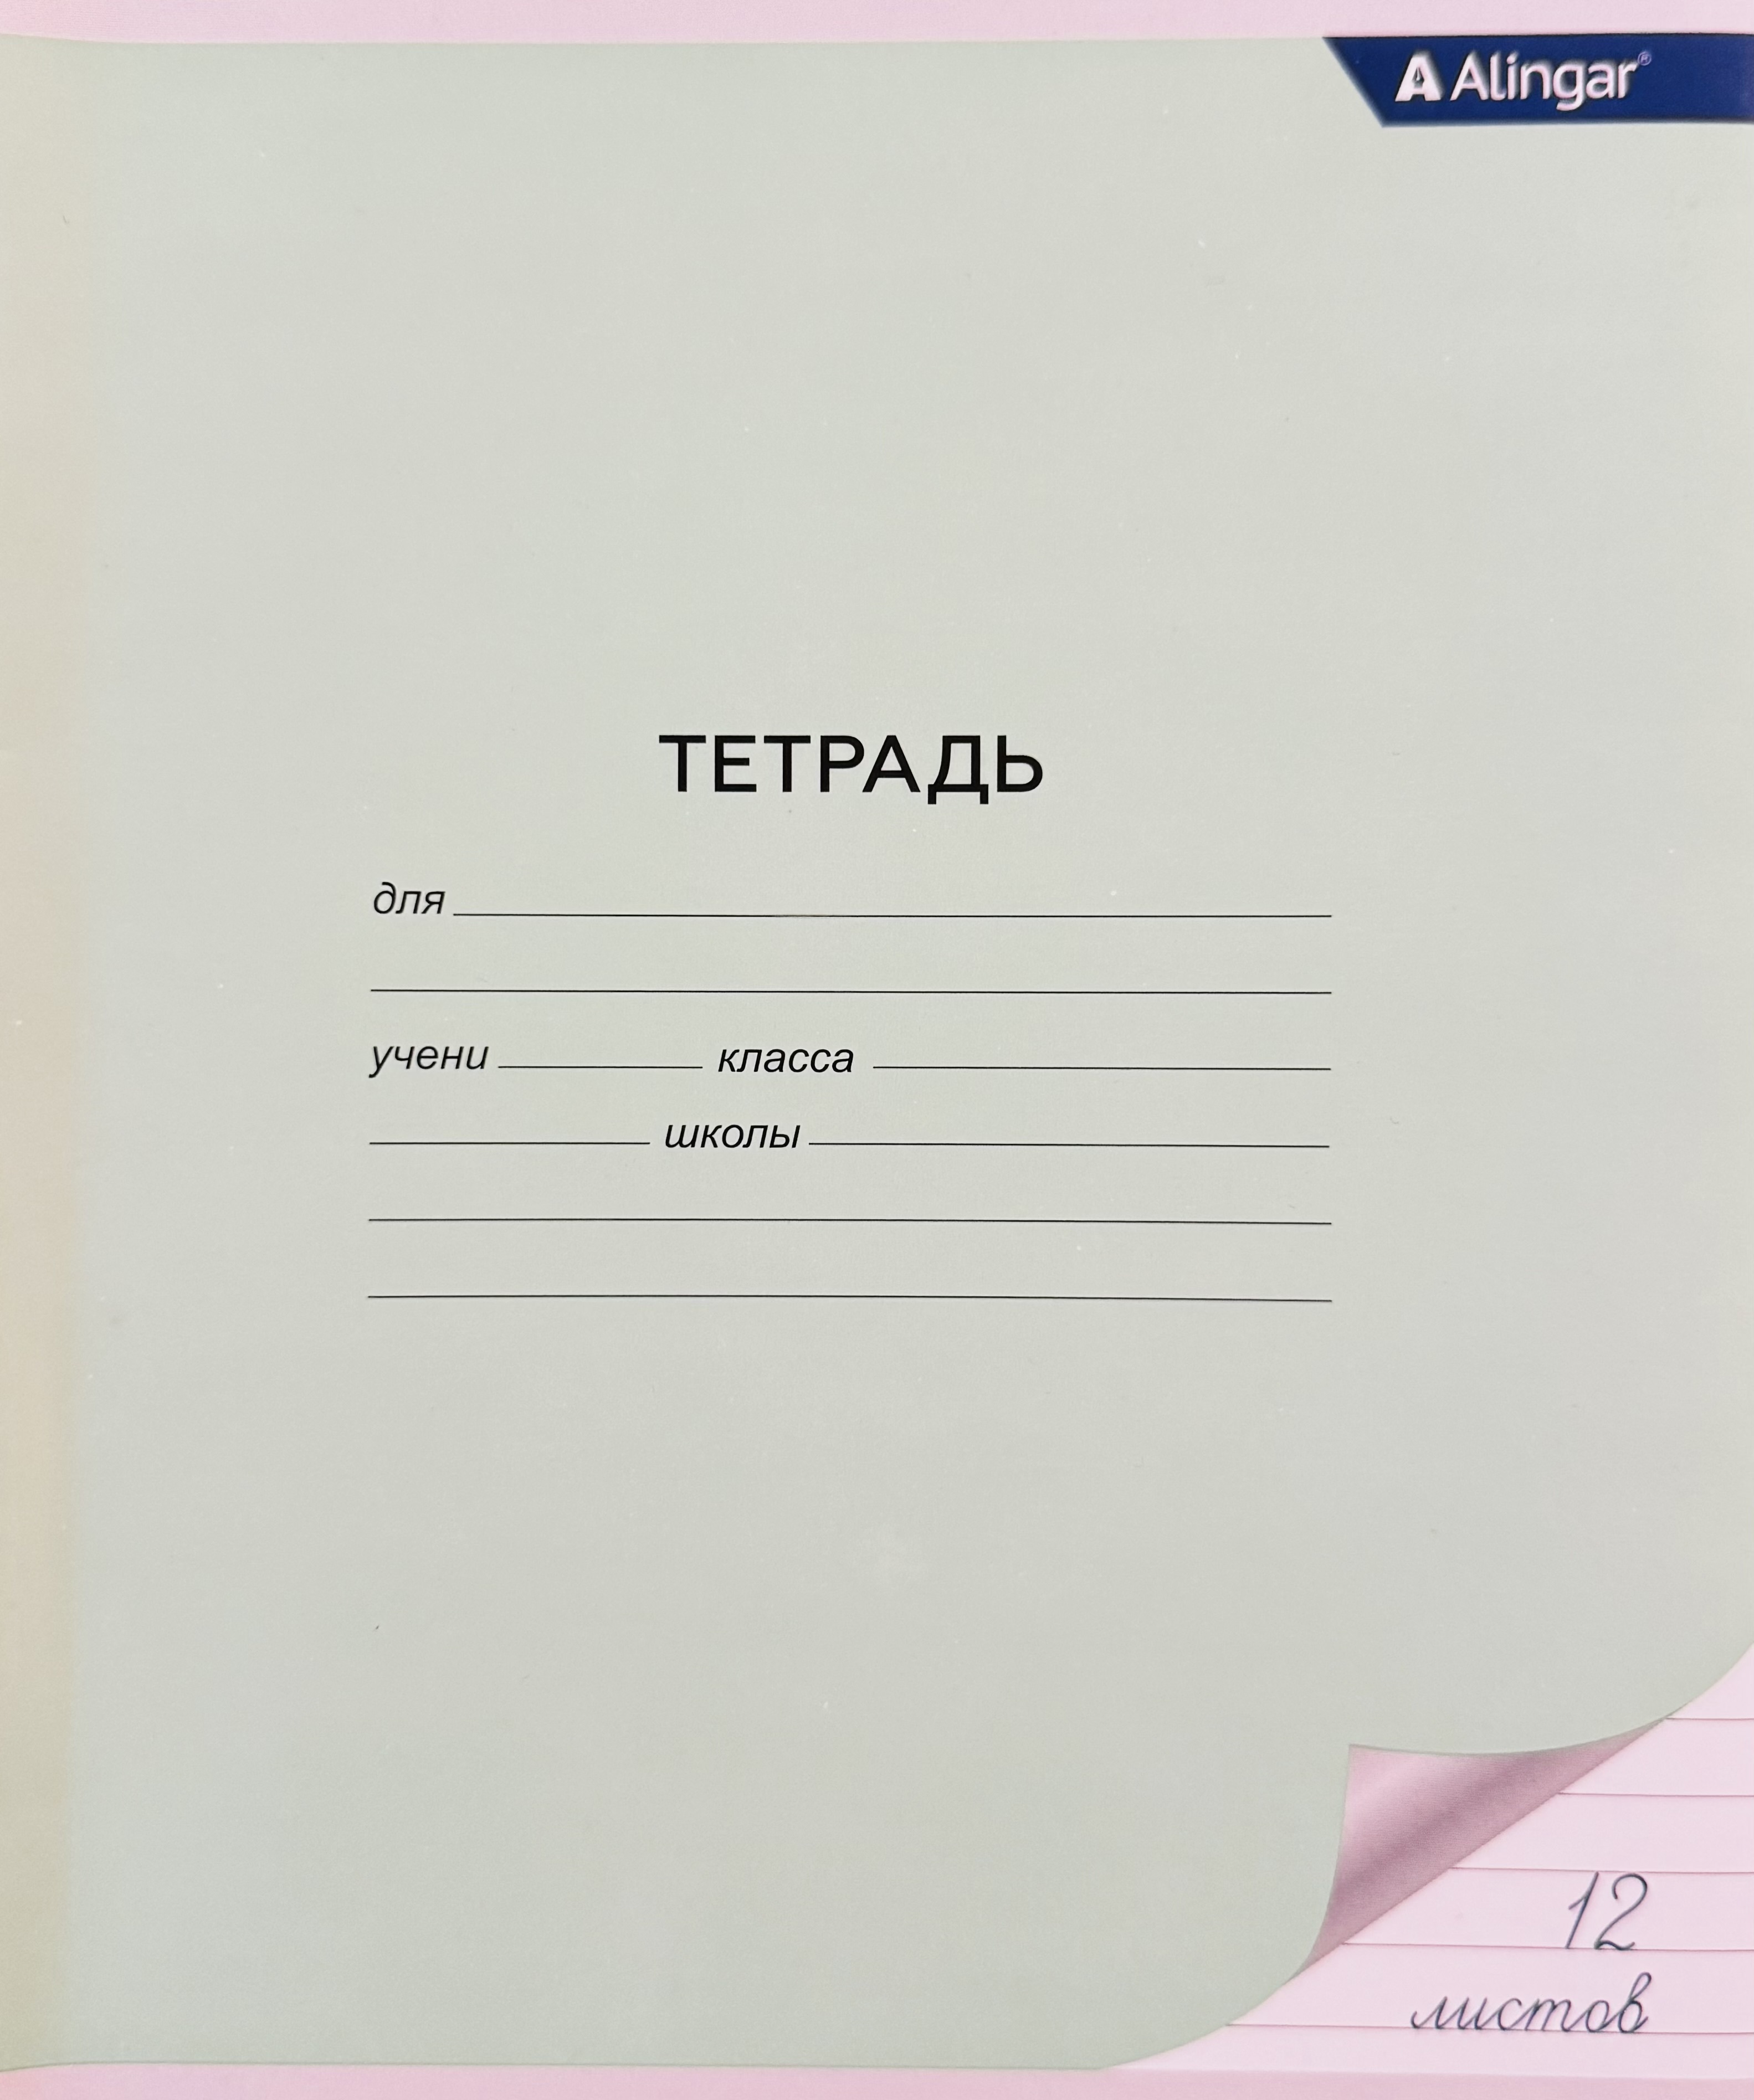 Alingar®
ТЕТРАДЬ
для
учени класса
школы
12
листов